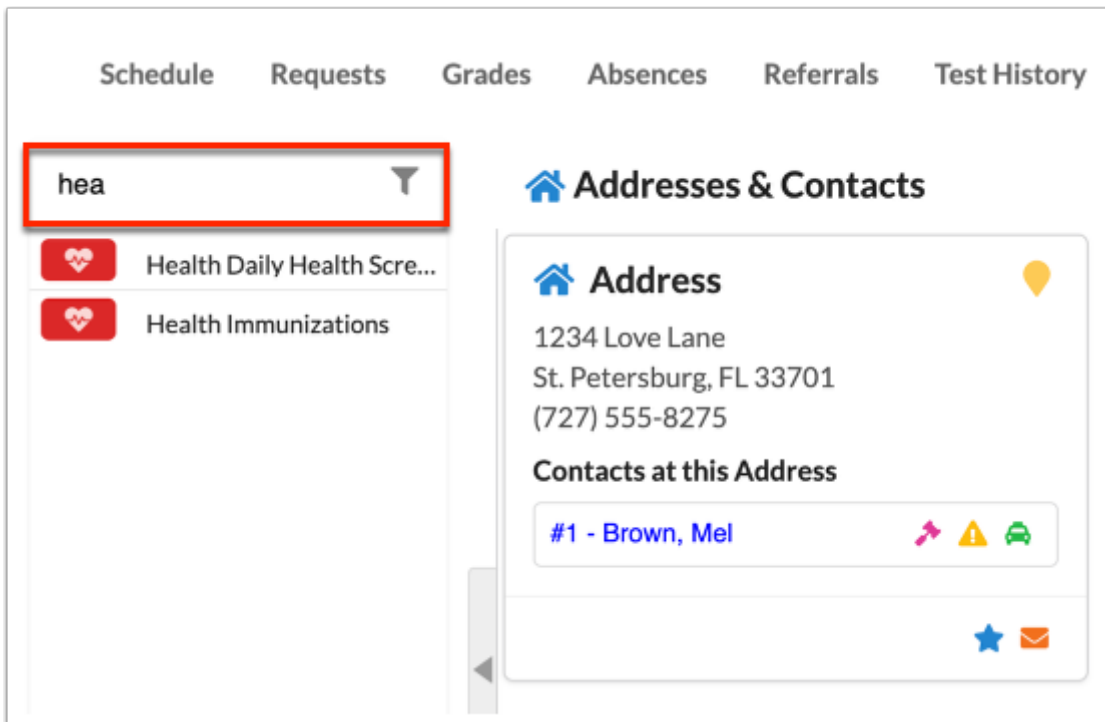 Schedule Requests Grades Absences Referrals Test History
hea
Health Daily Health Scre...
Health Immunizations
Addresses & Contacts
Address
1234 Love Lane
St. Petersburg, FL 33701
(727) 555-8275
Contacts at this Address
#1 - Brown, Mel